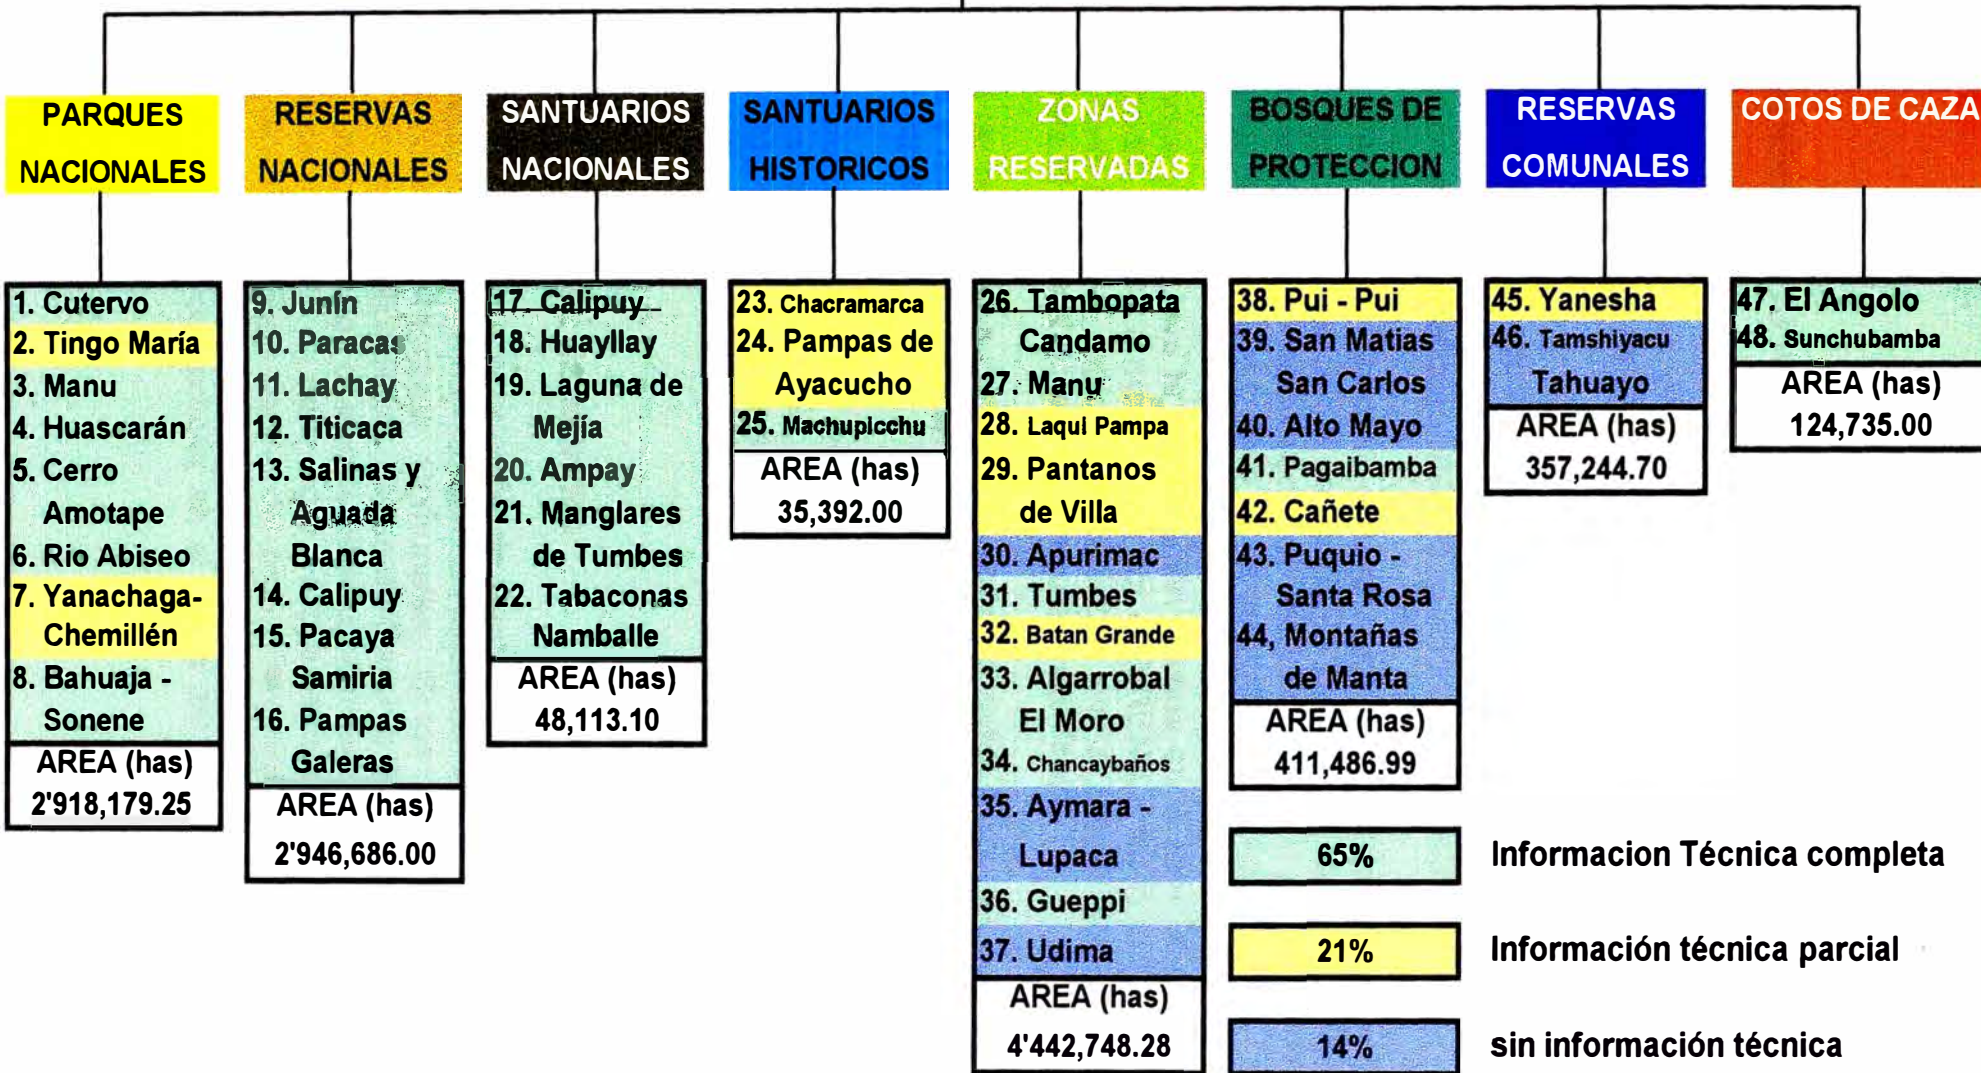 PARQUES
NACIONALES
1. Cutervo
2. Tingo María
3. Manu
4. Huascarán
5. Cerro
Amotape
6. Rio Abiseo
7. Yanachaga-
Chemillén
8. Bahuaja -
Sonene
AREA (has)
2'918,179.25
RESERVAS
NACIONALES
9. Junín
10. Paracas
11. Lachay
12. Titicaca
13. Salinas y
Aguada
Blanca
14. Calipuy
15. Pacaya
Samiria
16. Pampas
Galeras
AREA (has)
2'946,686.00
SANTUARIOS
NACIONALES
17. Calipuy
18. Huayllay
19. Laguna de
Mejía
20. Ampay
21. Manglares
de Tumbes
22. Tabaconas
Namballe
AREA (has)
48,113.10
SANTUARIOS
HISTORICOS
23. Chacramarca
24. Pampas de
Ayacucho
25. Machupicchu
AREA (has)
35,392.00
ZONAS
RESERVADAS
26. Tambopata
Candamo
27. Manu
28. Laqui Pampa
29. Pantanos
de Villa
30. Apurimac
31. Tumbes
32. Batan Grande
33. Algarrobal
El Moro
34. Chancaybaños
35. Aymara -
Lupaca
36. Gueppi
37. Udima
AREA (has)
4'442,748.28
BOSQUES DE
PROTECCION
38. Pui - Pui
39. San Matias
San Carlos
40. Alto Mayo
41. Pagaibamba
42. Cañete
43. Puquio -
Santa Rosa
44, Montañas
de Manta
AREA (has)
411,486.99
RESERVAS
COMUNALES
45. Yanesha
46. Tamshiyacu
Tahuayo
AREA (has)
357,244.70
COTOS DE CAZA
47. El Angolo
48. Sunchubamba
AREA (has)
124,735.00
65% Informacion Técnica completa
21% Información técnica parcial
14% sin información técnica